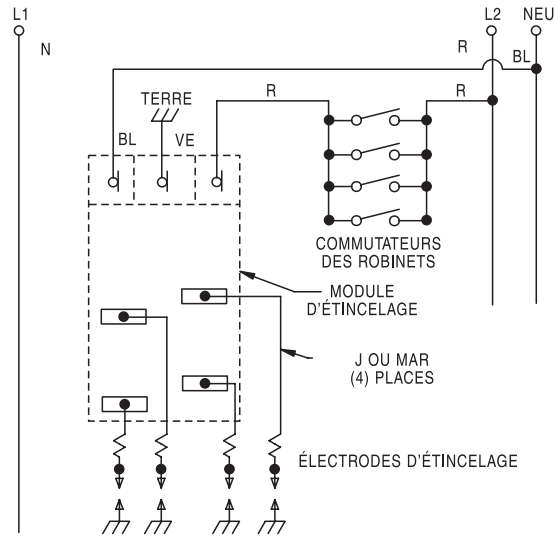 L1
L2
NEU
N
R
BL
TERRE
R
R
BL
VE
COMMUTATEURS
DES ROBINETS
MODULE
D'ÉTINCELAGE
J OU MAR
(4) PLACES
ÉLECTRODES D'ÉTINCELAGE